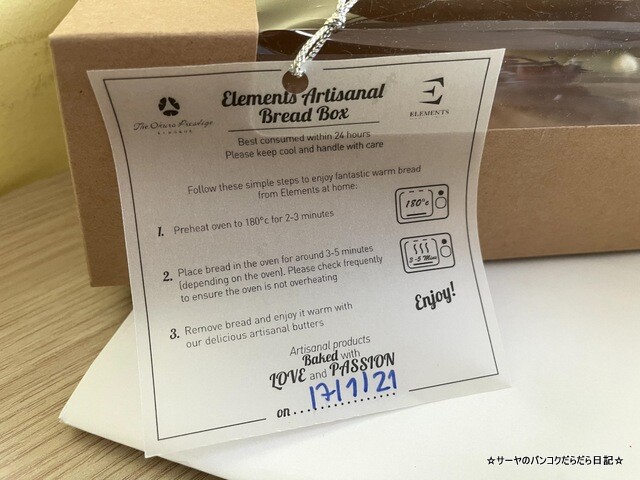 The Okura Prestige
BANGKOK
Elements Artisanal
Bread Box
E
ELEMENTS
Best consumed within 24 hours
Please keep cool and handle with care
Follow these simple steps to enjoy fantastic warm bread
from Elements at home:
1. Preheat oven to 180°c for 2-3 minutes
180°c
2. Place bread in the oven for around 3-5 minutes
(depending on the oven). Please check frequently
to ensure the oven is not overheating
3-5 Mins
3. Remove bread and enjoy it warm with
our delicious artisanal butters
Enjoy!
Artisanal products
Baked with
LOVE and PASSION
on 17/1/21
☆サーヤのバンコクだらだら日記☆